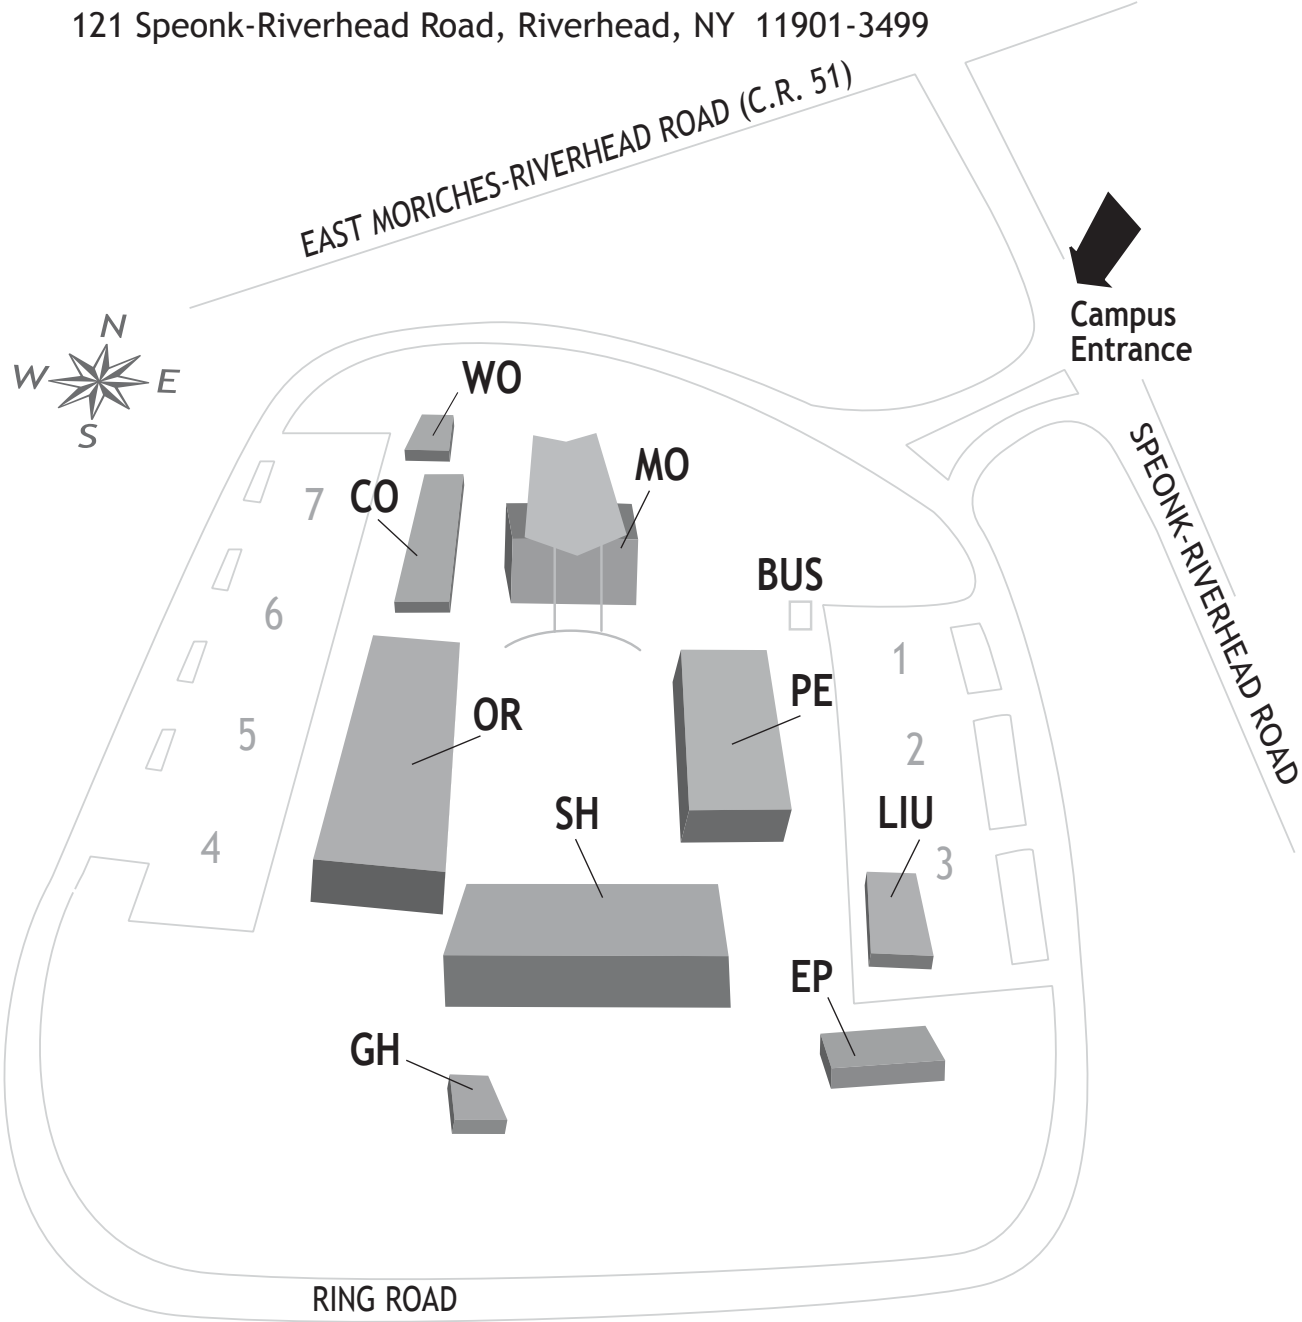 121 Speonk-Riverhead Road, Riverhead, NY 11901-3499
EAST MORICHES-RIVERHEAD ROAD (C.R. 51)
Campus
Entrance
N
W
E
S
WO
MO
CO
7
SPEONK-RIVERHEAD ROAD
BUS
6
1
PE
OR
5
2
SH
LIU
4
3
EP
GH
RING ROAD